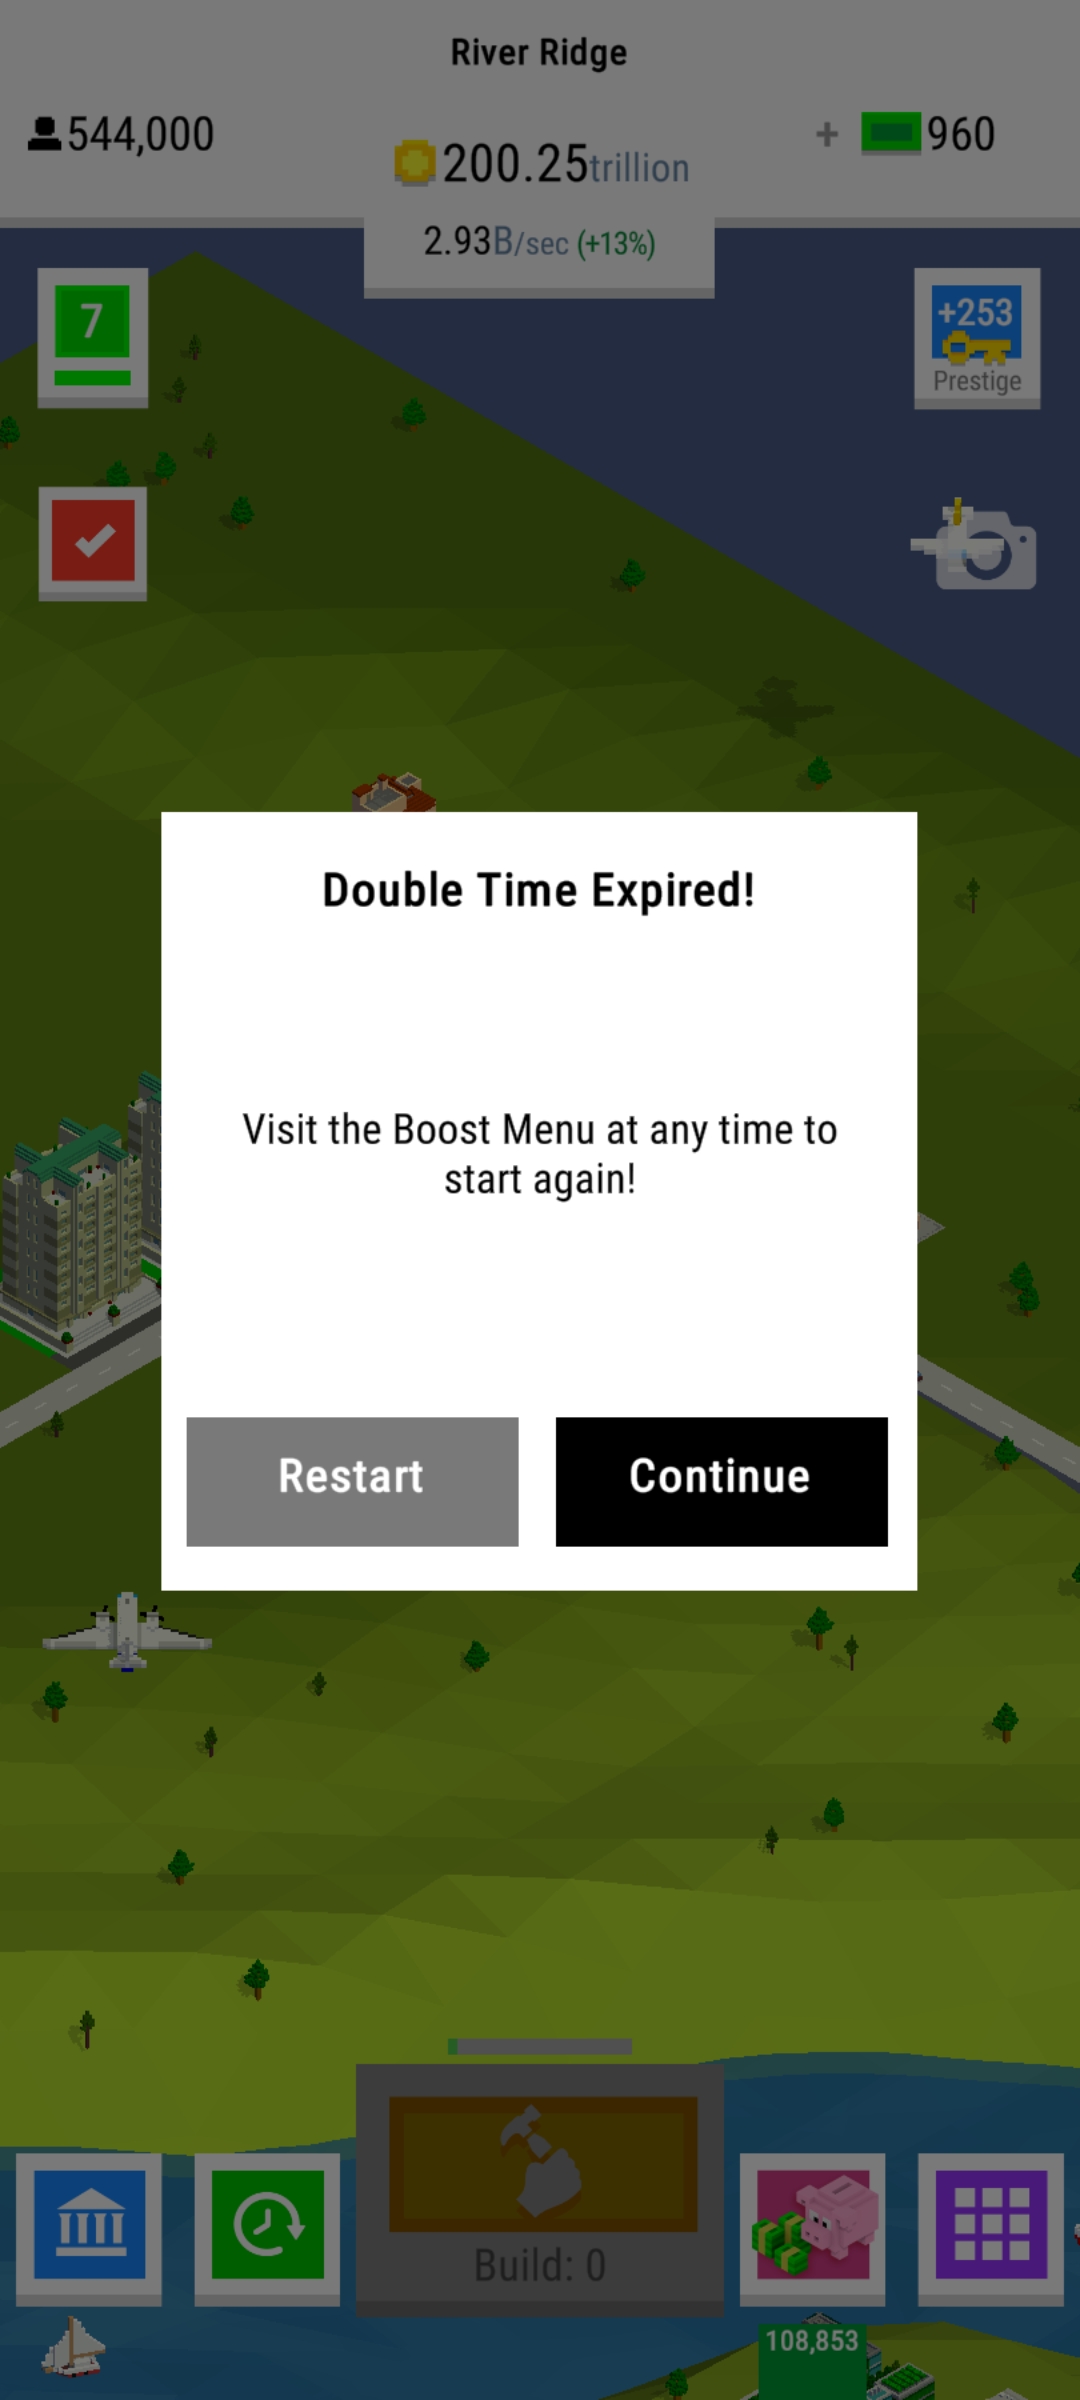 River Ridge
544,000
200.25trillion
+ 960
2.93B/sec (+13%)
7
+253
Prestige
Double Time Expired!
Visit the Boost Menu at any time to
start again!
Restart
Continue
Build: 0
108,853